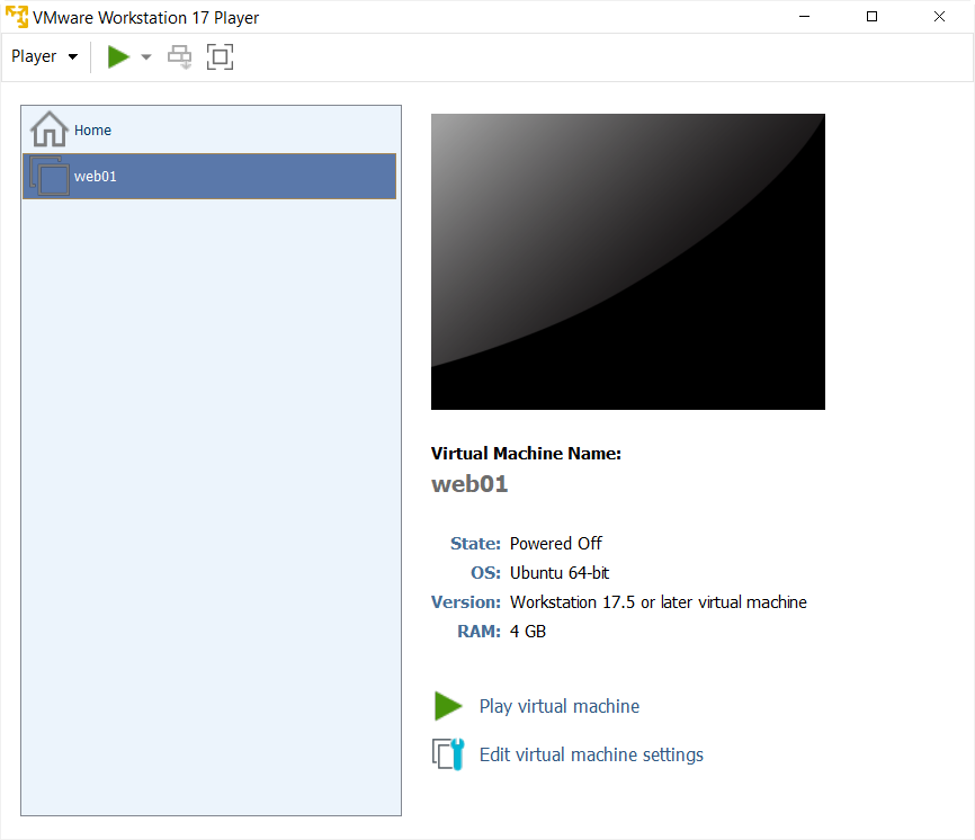 VMware Workstation 17 Player
Player
Home
web01
Virtual Machine Name:
web01
State: Powered Off
OS: Ubuntu 64-bit
Version: Workstation 17.5 or later virtual machine
RAM: 4 GB
Play virtual machine
Edit virtual machine settings